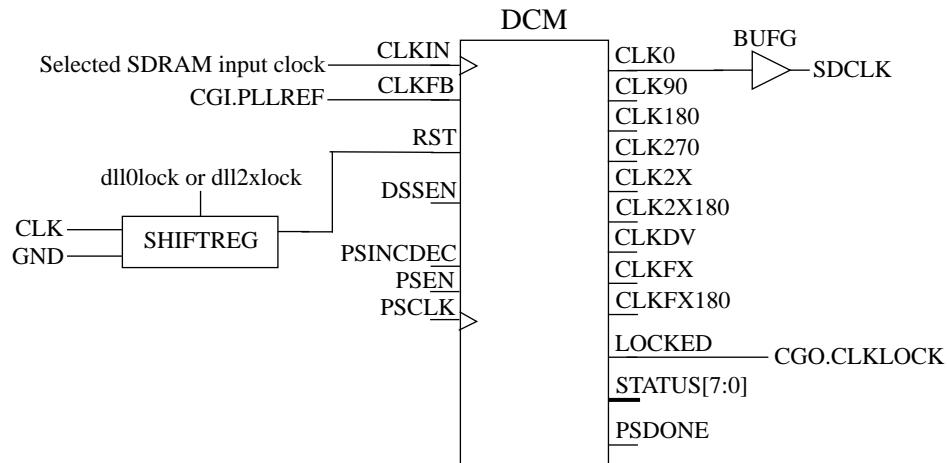 DCM
BUFG
Selected SDRAM input clock
CLKIN
CLK0
SDCLK
CGI.PLLREF
CLKFB
CLK90
CLK180
RST
CLK270
dll0lock or dll2xlock
DSSEN
CLK2X
CLK2X180
CLK
SHIFTREG
GND
PSINCDEC
CLKDV
PSEN
CLKFX
PSCLK
CLKFX180
LOCKED
CGO.CLKLOCK
STATUS[7:0]
PSDONE